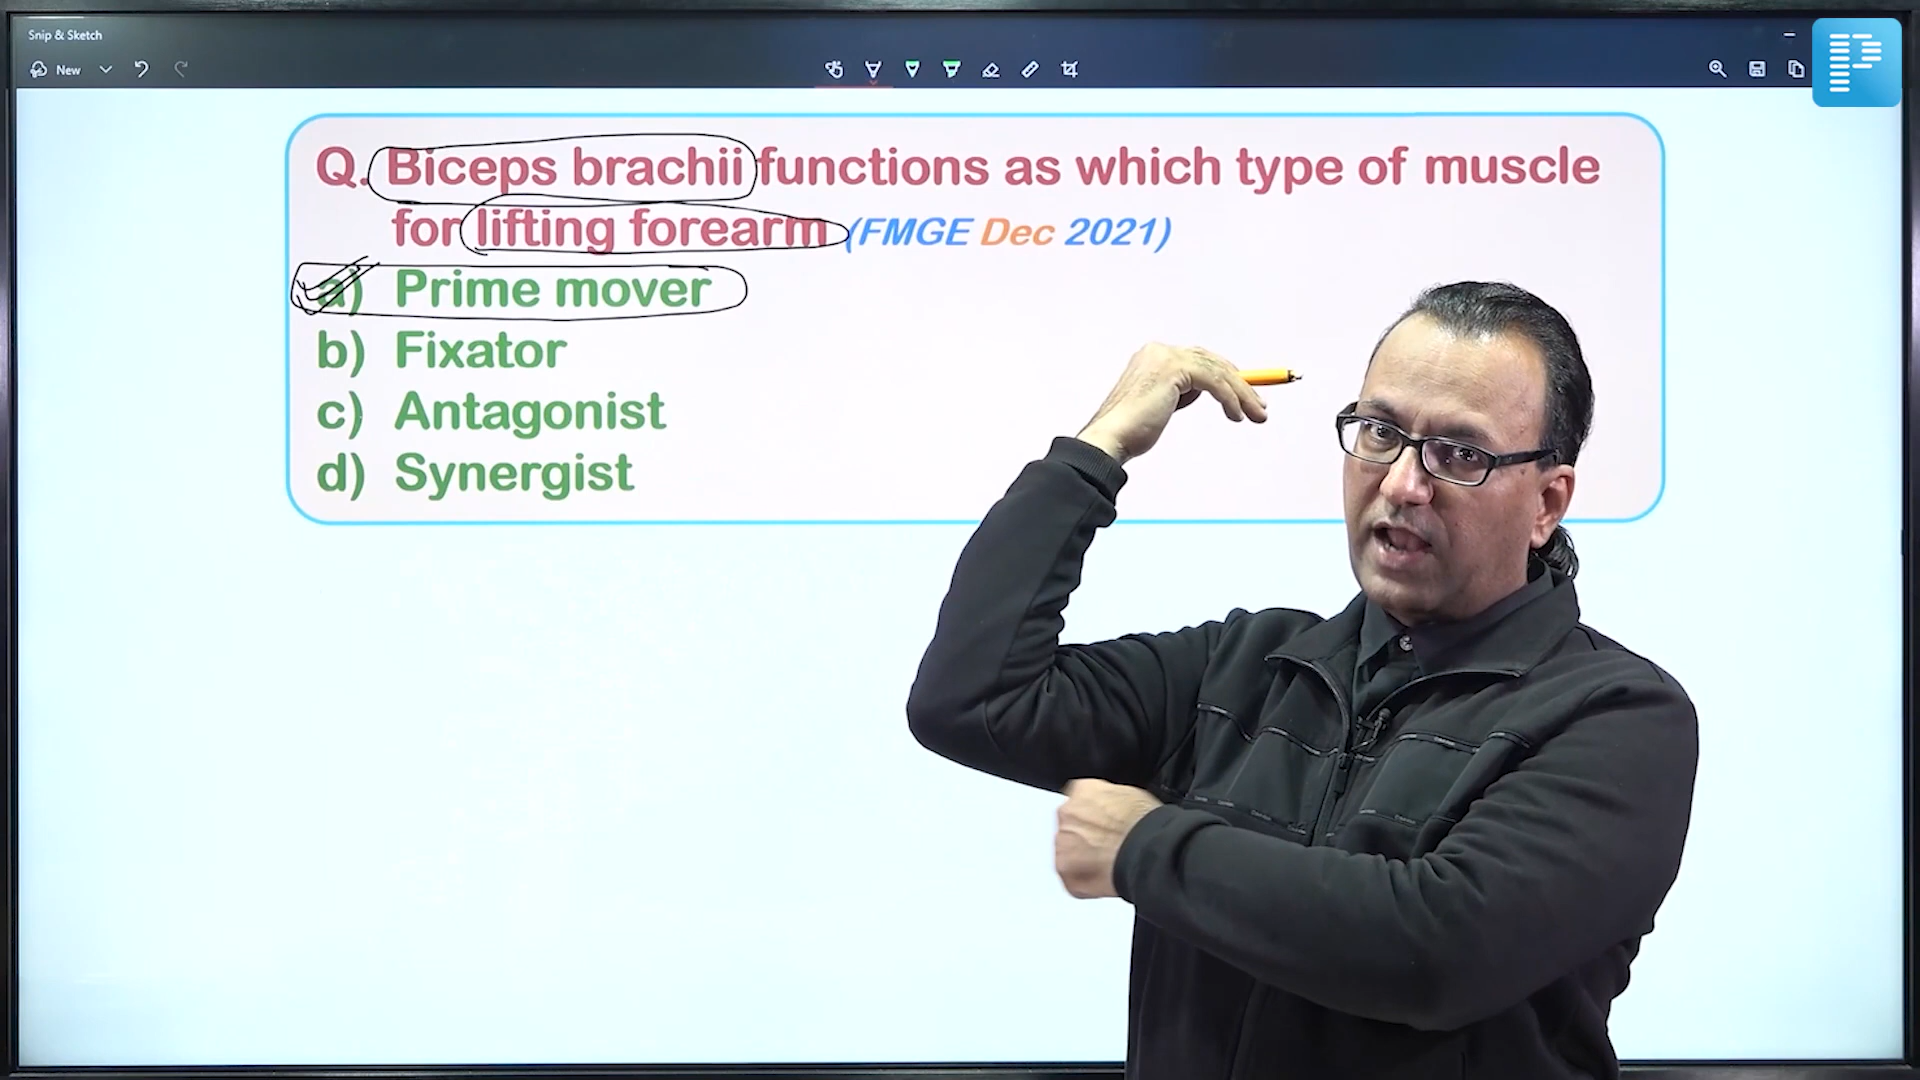 Snip & Sketch
New
Q. Biceps brachii functions as which type of muscle
for lifting forearm (FMGE Dec 2021)
a) Prime mover
b) Fixator
c) Antagonist
d) Synergist